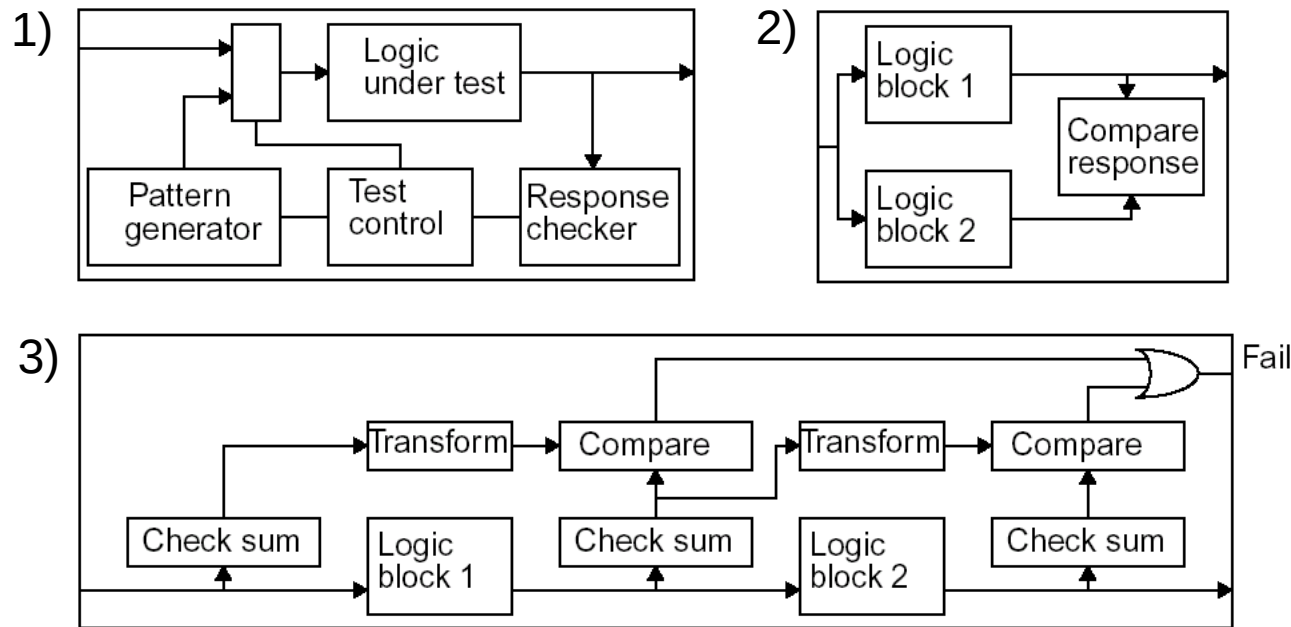 1)
Logic
under test
Pattern
generator
Test
control
Response
checker
2)
Logic
block 1
Compare
response
Logic
block 2
3)
Fail
Transform
Compare
Transform
Compare
Check sum
Logic
block 1
Check sum
Logic
block 2
Check sum